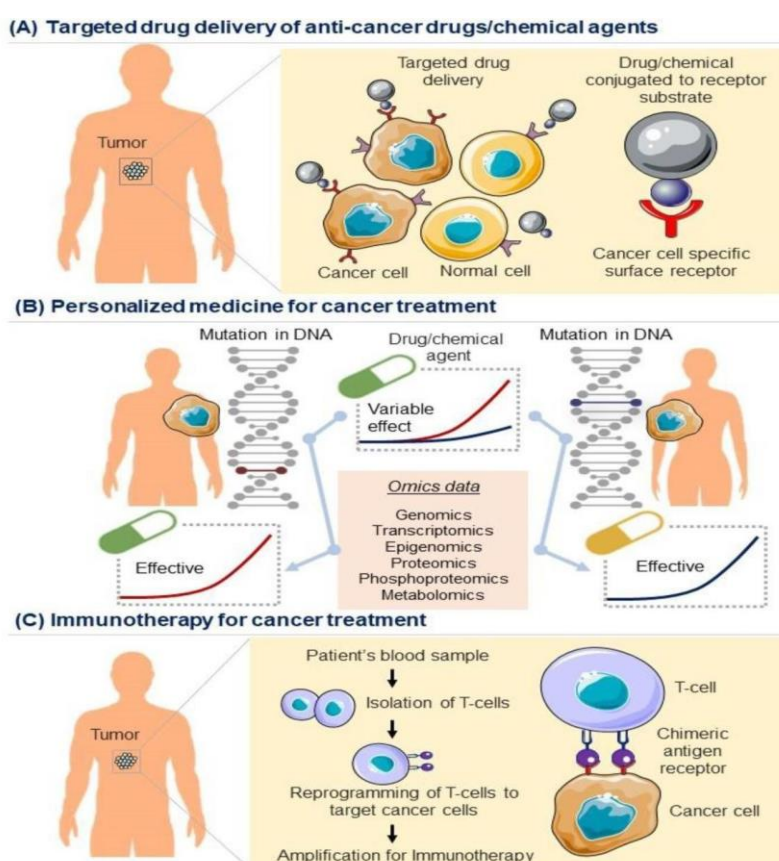 (A) Targeted drug delivery of anti-cancer drugs/chemical agents
Tumor
Targeted drug
delivery
Drug/chemical
conjugated to receptor
substrate
Cancer cell
Normal cell
Cancer cell specific
surface receptor
(B) Personalized medicine for cancer treatment
Mutation in DNA
Drug/chemical
agent
Mutation in DNA
Variable
effect
Omics data
Genomics
Transcriptomics
Epigenomics
Proteomics
Phosphoproteomics
Metabolomics
Effective
Effective
(C) Immunotherapy for cancer treatment
Tumor
Patient's blood sample
Isolation of T-cells
Reprogramming of T-cells to
target cancer cells
Amplification for Immunotherapy
T-cell
Chimeric
antigen
receptor
Cancer cell